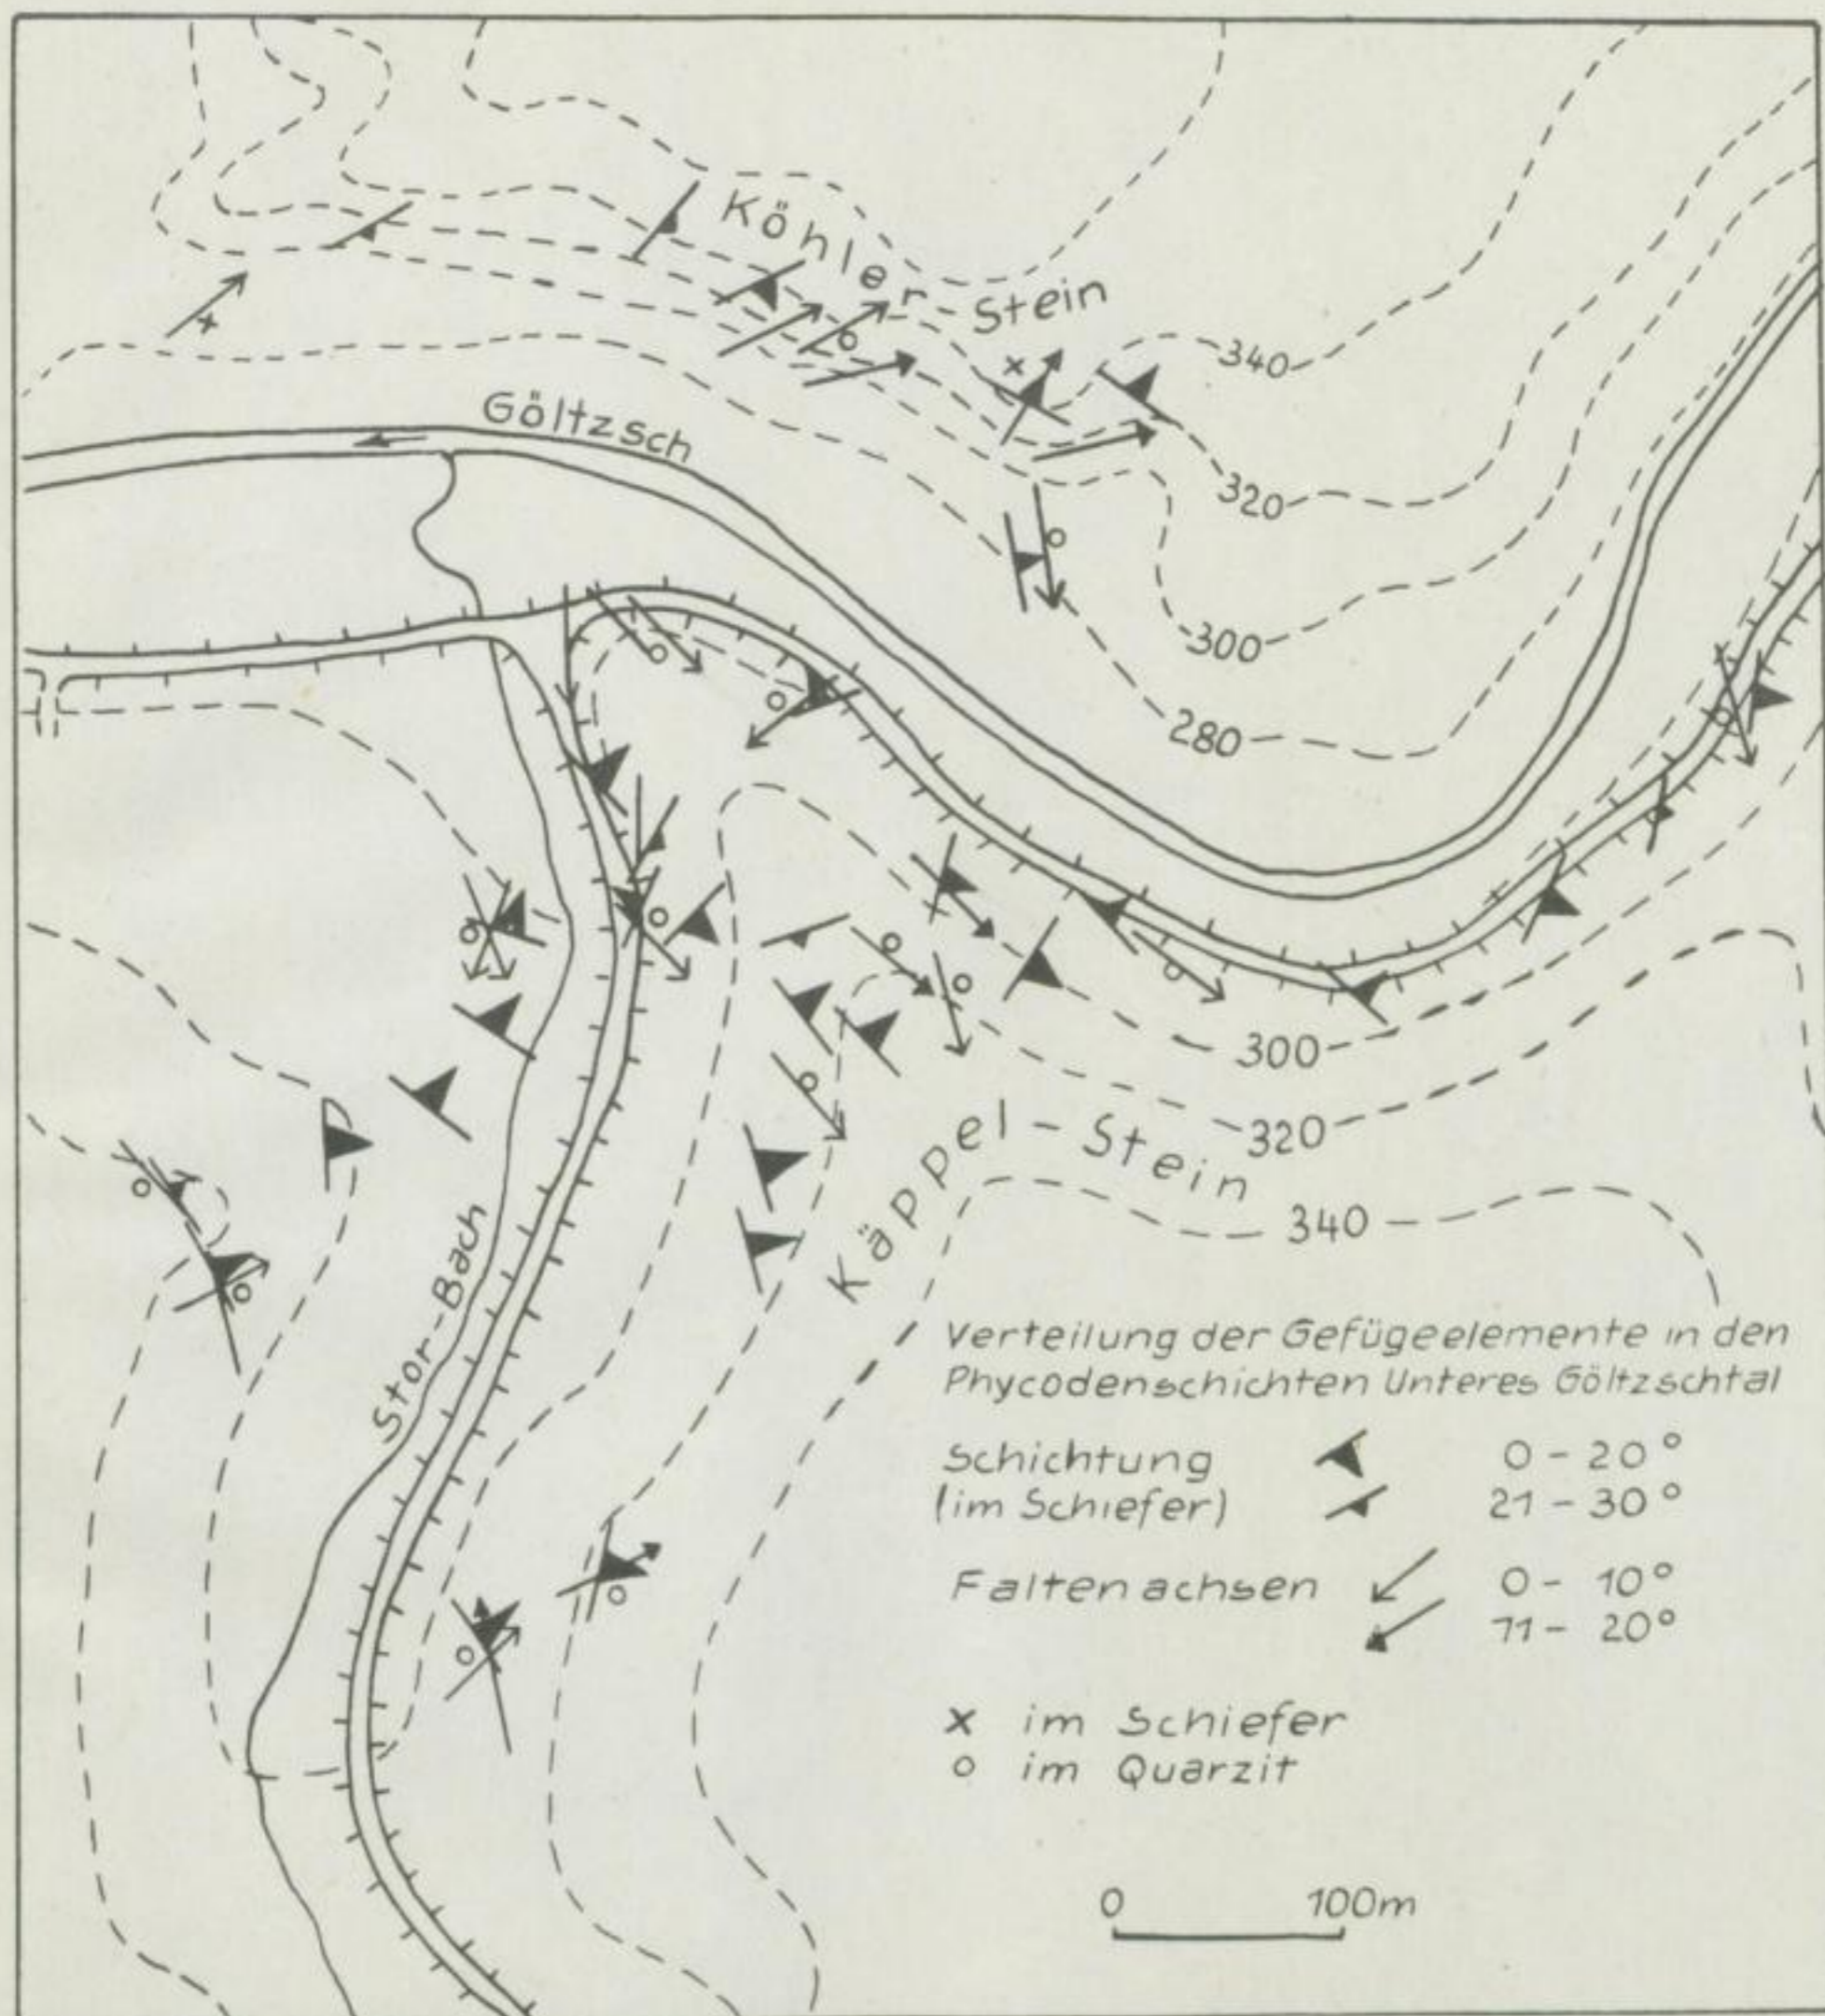 Köhler-Stein
Göltzsch
340
320
300
280
300
320
Käppel-Stein
340
Stor-Bach
Verteilung der Gefügeelemente in den
Phycodenschichten Unteres Göltzschtal
Schichtung 0-20°
(im Schiefer) 21-30°
Faltenachsen 0- 10°
11- 20°
x im Schiefer
o im Quarzit
0 100m